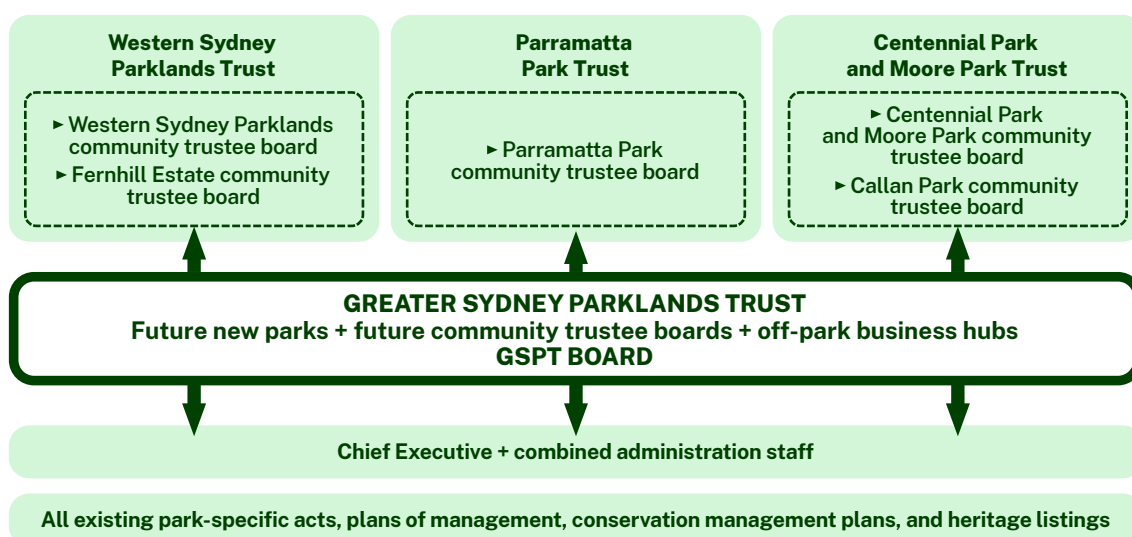 Western Sydney
Parklands Trust
► Western Sydney Parklands
community trustee board
► Fernhill Estate community
trustee board
Parramatta
Park Trust
► Parramatta Park
community trustee board
Centennial Park
and Moore Park Trust
► Centennial Park
and Moore Park community
trustee board
► Callan Park community
trustee board
GREATER SYDNEY PARKLANDS TRUST
Future new parks + future community trustee boards + off-park business hubs
GSPT BOARD
Chief Executive + combined administration staff
All existing park-specific acts, plans of management, conservation management plans, and heritage listings